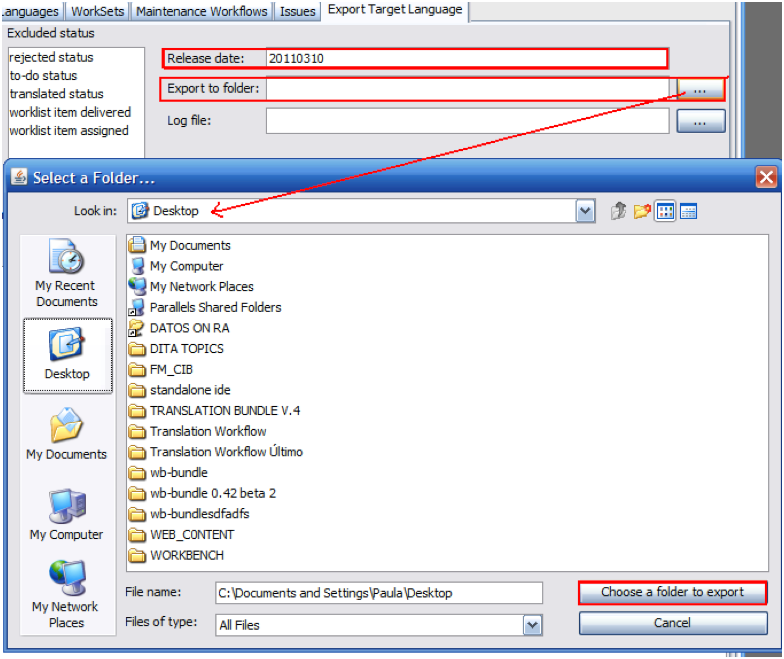 Languages WorkSets Maintenance Workflows Issues Export Target Language
Excluded status
rejected status
to-do status
translated status
worklist item delivered
worklist item assigned
Release date: 20110310
Export to folder: ...
Log file: ...
Select a Folder...
Look in: Desktop
My Recent
Documents
Desktop
My Documents
My Computer
My Network
Places
My Documents
My Computer
My Network Places
Parallels Shared Folders
DATOS ON RA
DITA TOPICS
FM_CIB
standalone ide
TRANSLATION BUNDLE V.4
Translation Workflow
Translation Workflow Último
wb-bundle
wb-bundle 0.42 beta 2
wb-bundlesdfadfs
WEB_CONTENT
WORKBENCH
File name: C:\Documents and Settings\Paula\Desktop Choose a folder to export
Files of type: All Files Cancel